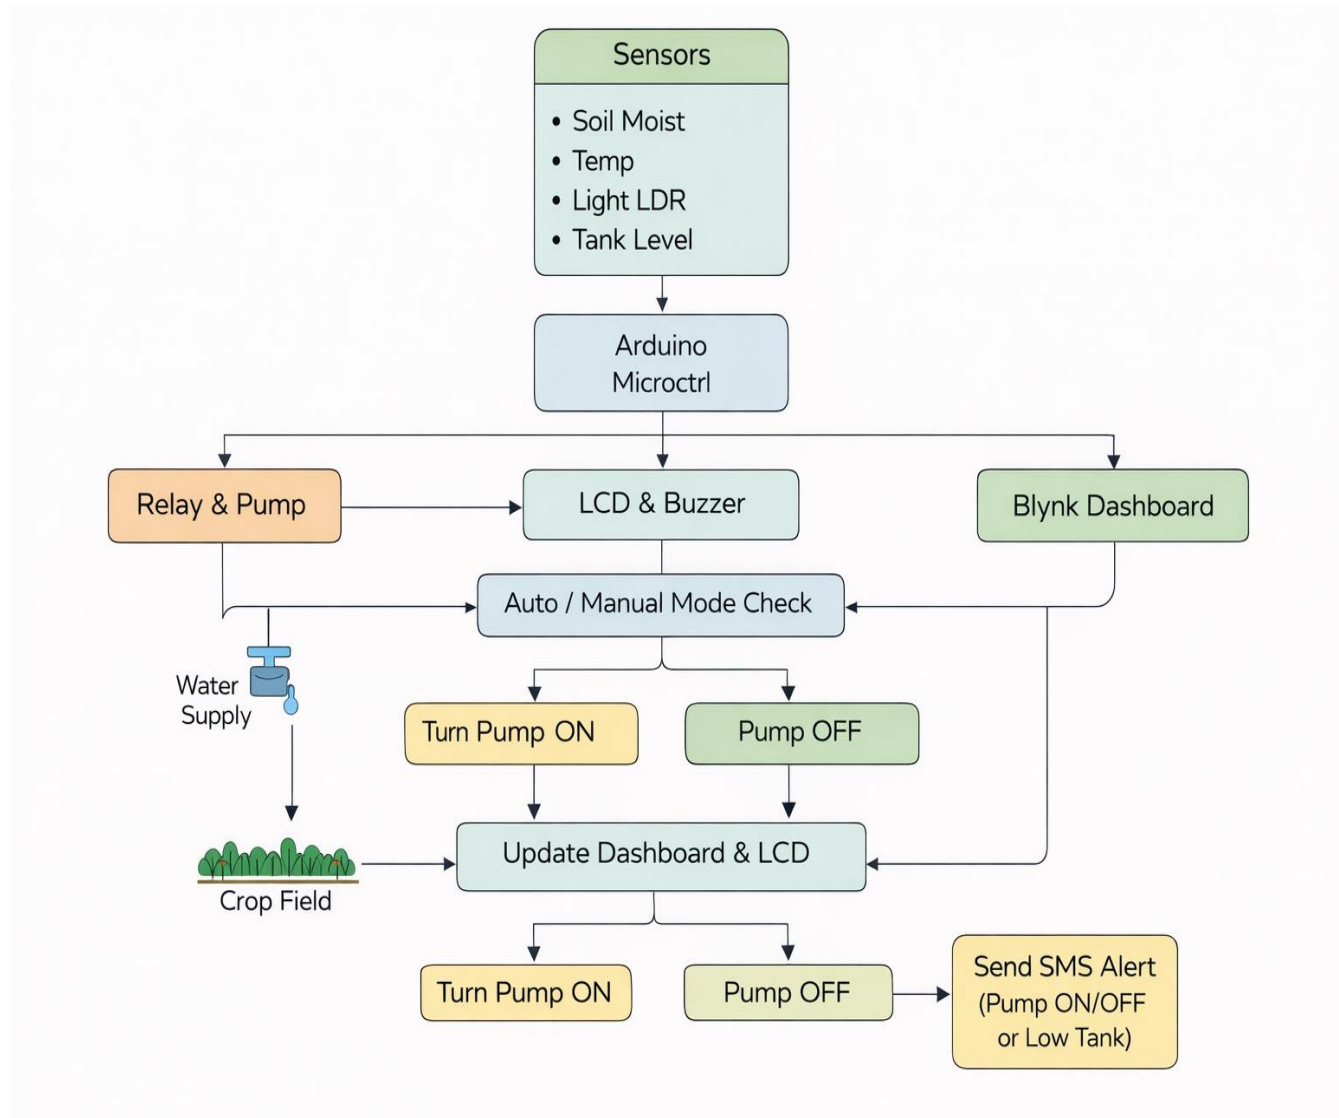 Sensors
• Soil Moist
• Temp
• Light LDR
• Tank Level
Arduino
Microctrl
Relay & Pump
LCD & Buzzer
Blynk Dashboard
Auto / Manual Mode Check
Water
Supply
Turn Pump ON
Pump OFF
Update Dashboard & LCD
Crop Field
Turn Pump ON
Pump OFF
Send SMS Alert
(Pump ON/OFF
or Low Tank)